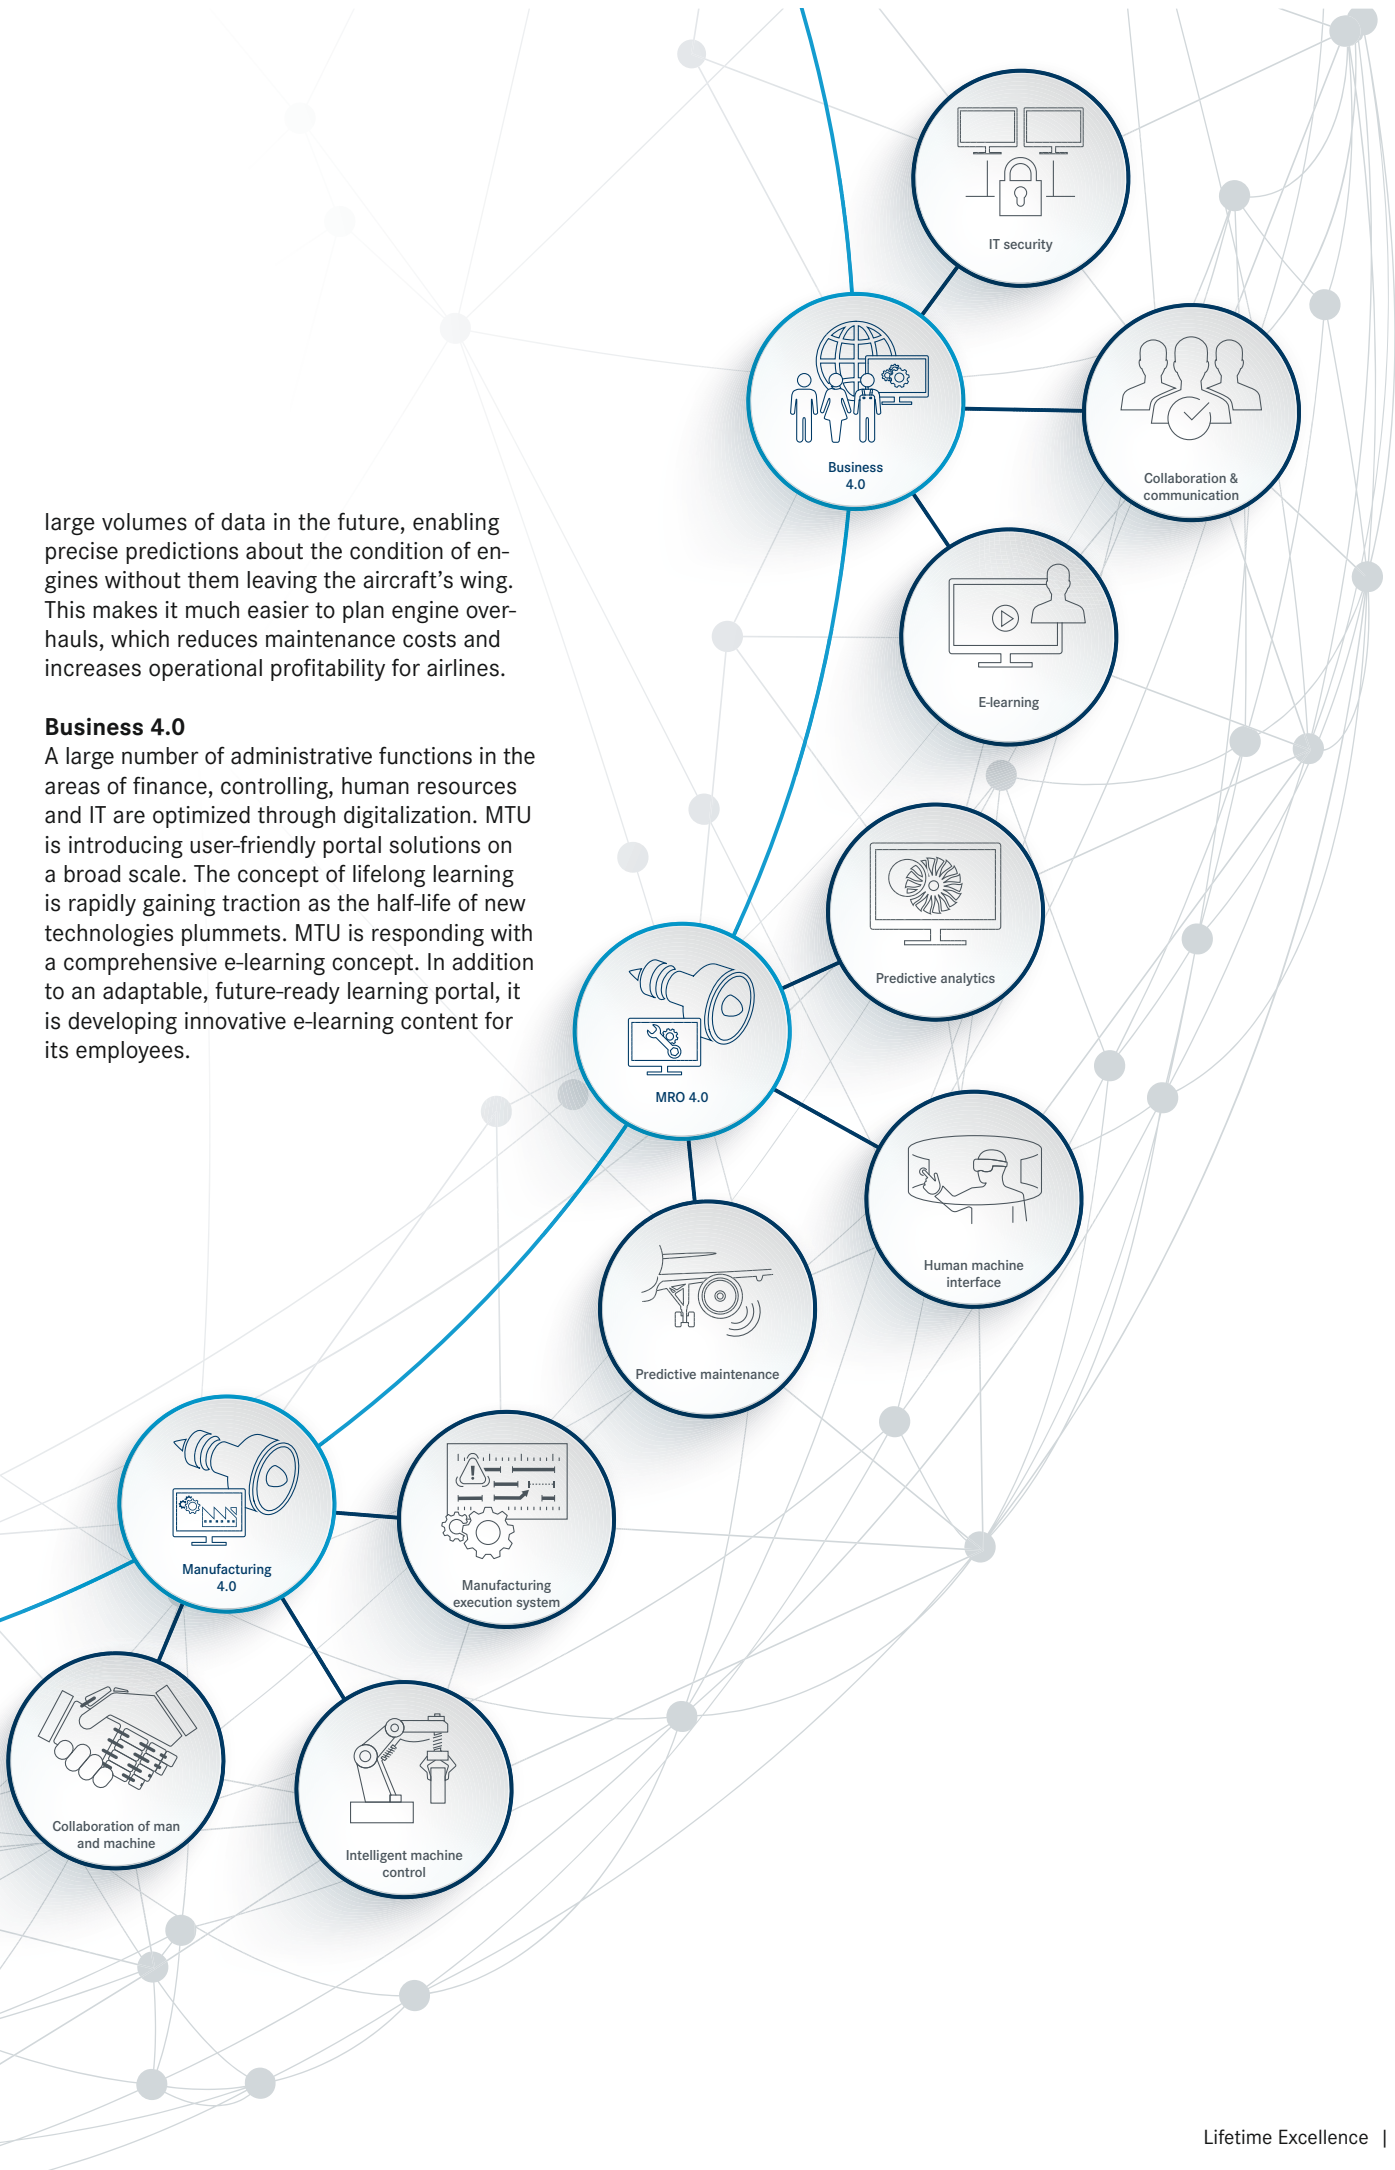 large volumes of data in the future, enabling
precise predictions about the condition of en-
gines without them leaving the aircraft's wing.
This makes it much easier to plan engine over-
hauls, which reduces maintenance costs and
increases operational profitability for airlines.
Business 4.0
A large number of administrative functions in the
areas of finance, controlling, human resources
and IT are optimized through digitalization. MTU
is introducing user-friendly portal solutions on
a broad scale. The concept of lifelong learning
is rapidly gaining traction as the half-life of new
technologies plummets. MTU is responding with
a comprehensive e-learning concept. In addition
to an adaptable, future-ready learning portal, it
is developing innovative e-learning content for
its employees.
IT security
Business
4.0
Collaboration &
communication
E-learning
Predictive analytics
MRO 4.0
Human machine
interface
Predictive maintenance
Manufacturing
4.0
Manufacturing
execution system
Collaboration of man
and machine
Intelligent machine
control
Lifetime Excellence |